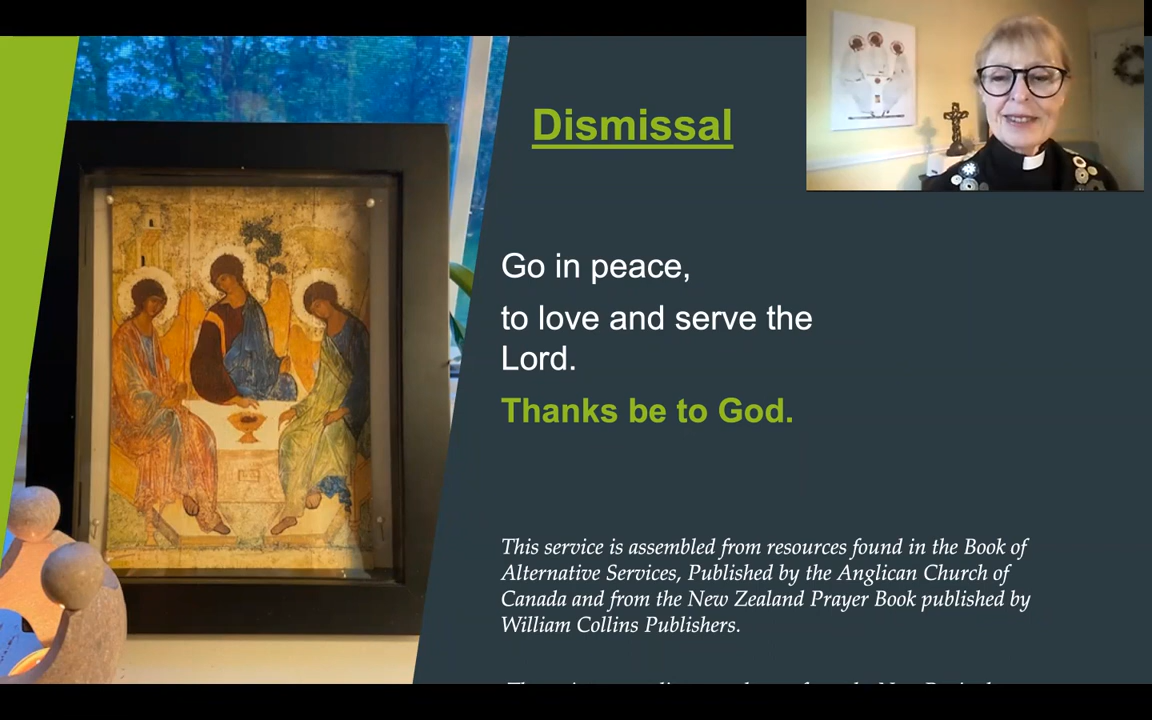 Dismissal
Go in peace,
to love and serve the
Lord.
Thanks be to God.
This service is assembled from resources found in the Book of
Alternative Services, Published by the Anglican Church of
Canada and from the New Zealand Prayer Book published by
William Collins Publishers.